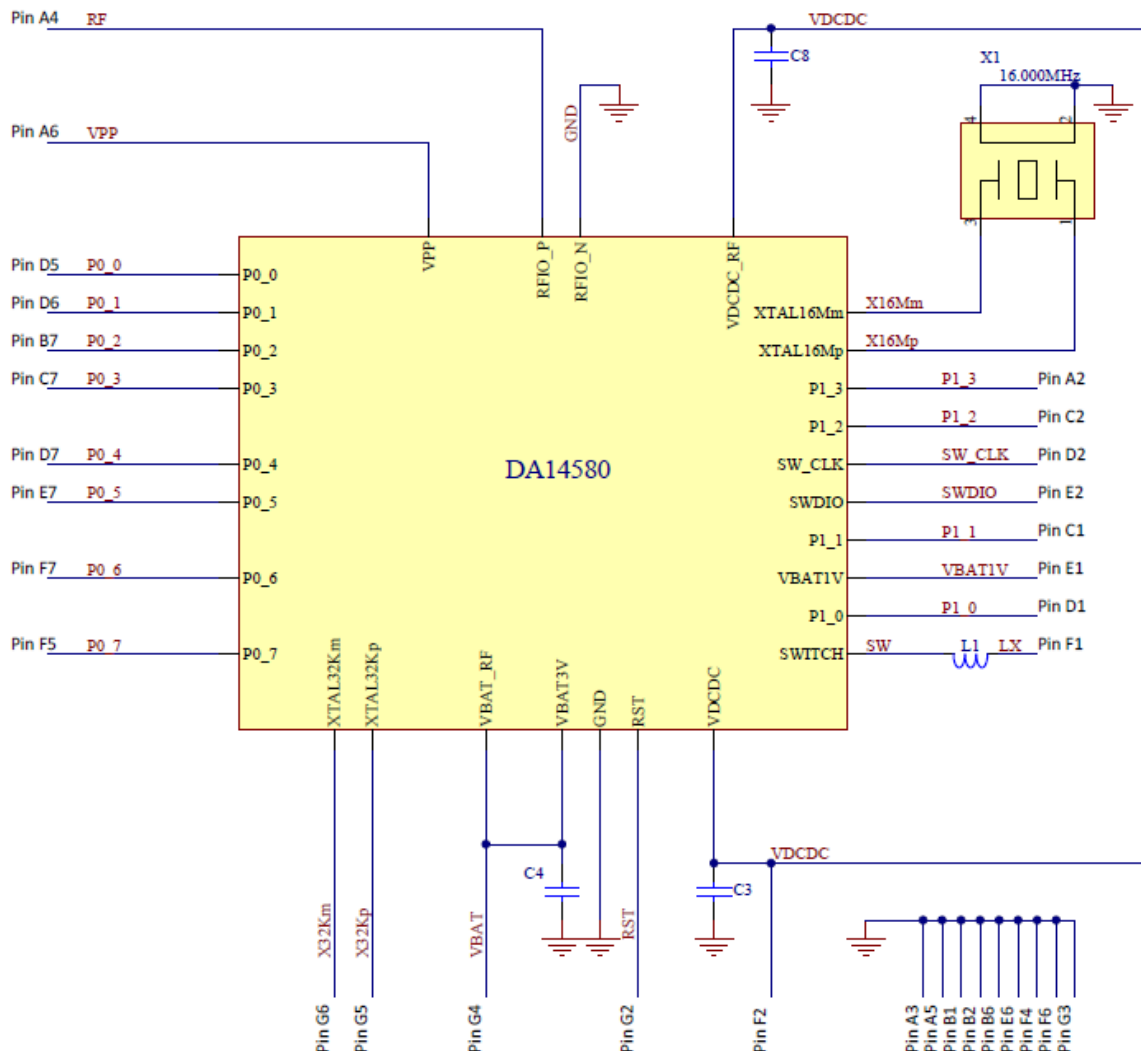 Pin A4 RF
VDCDC
C8
X1
16.000MHz
GND
Pin A6 VPP
4 2
3 1
VPP RFIO_P RFIO_N VDCDC_RF
Pin D5 P0_0 P0_0
Pin D6 P0_1 P0_1
XTAL16Mm X16Mm
Pin B7 P0_2 P0_2
XTAL16Mp X16Mp
Pin C7 P0_3 P0_3
P1_3 P1_3 Pin A2
P1_2 P1_2 Pin C2
Pin D7 P0_4 P0_4
DA14580
SW_CLK SW_CLK Pin D2
Pin E7 P0_5 P0_5
SWDIO SWDIO Pin E2
P1_1 P1_1 Pin C1
Pin F7 P0_6 P0_6
VBAT1V VBAT1V Pin E1
P1_0 P1_0 Pin D1
Pin F5 P0_7 P0_7
SWITCH SW L1 LX Pin F1
XTAL32Km XTAL32Kp VBAT_RF VBAT3V GND RST VDCDC
VDCDC
C4
C3
X32Km X32Kp VBAT RST
Pin G6 Pin G5 Pin G4 Pin G2 Pin F2
Pin A3
Pin A5
Pin B1
Pin B2
Pin B6
Pin E6
Pin F4
Pin F6
Pin G3